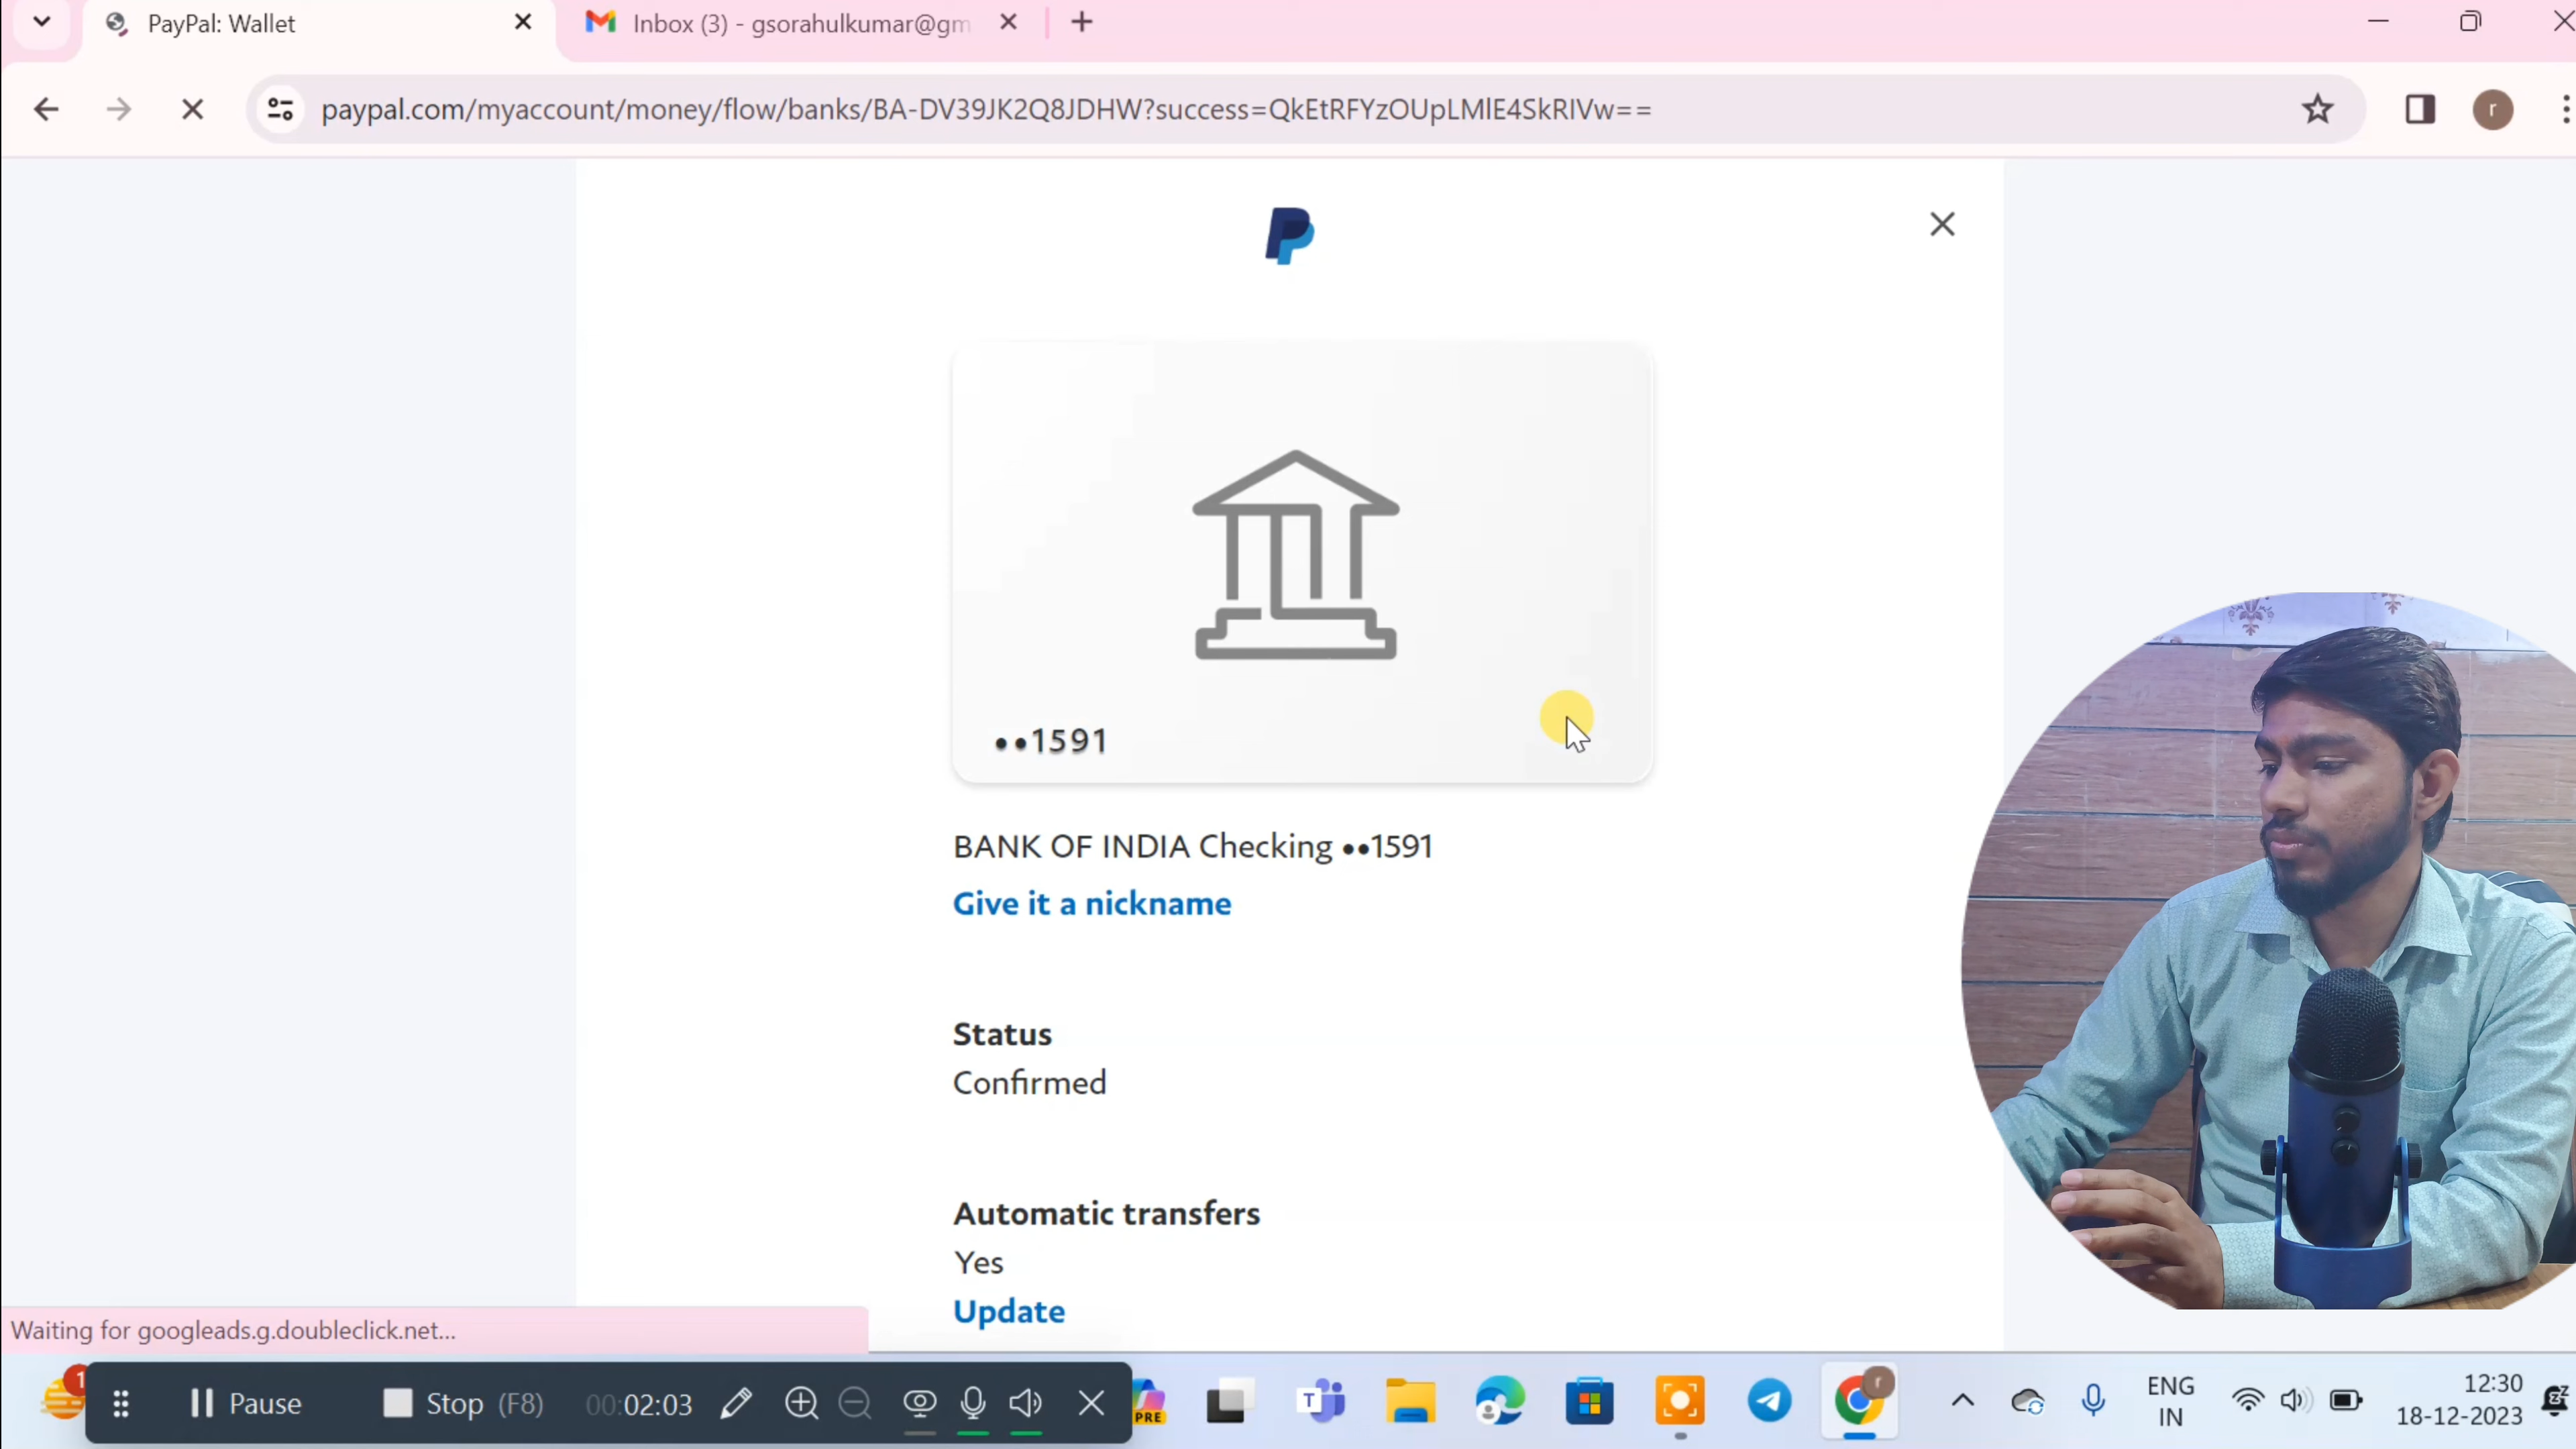 PayPal: Wallet
Inbox (3) - gsorahulkumar@gm
paypal.com/myaccount/money/flow/banks/BA-DV39JK2Q8JDHW?success=QkEtRFYzOUpLMlE4SkRIVw==
r
••1591
BANK OF INDIA Checking ••1591
Give it a nickname
Status
Confirmed
Automatic transfers
Yes
Update
Waiting for googleads.g.doubleclick.net...
1
Pause
Stop (F8)
00:02:03
PRE
T
r
ENG
IN
12:30
18-12-2023